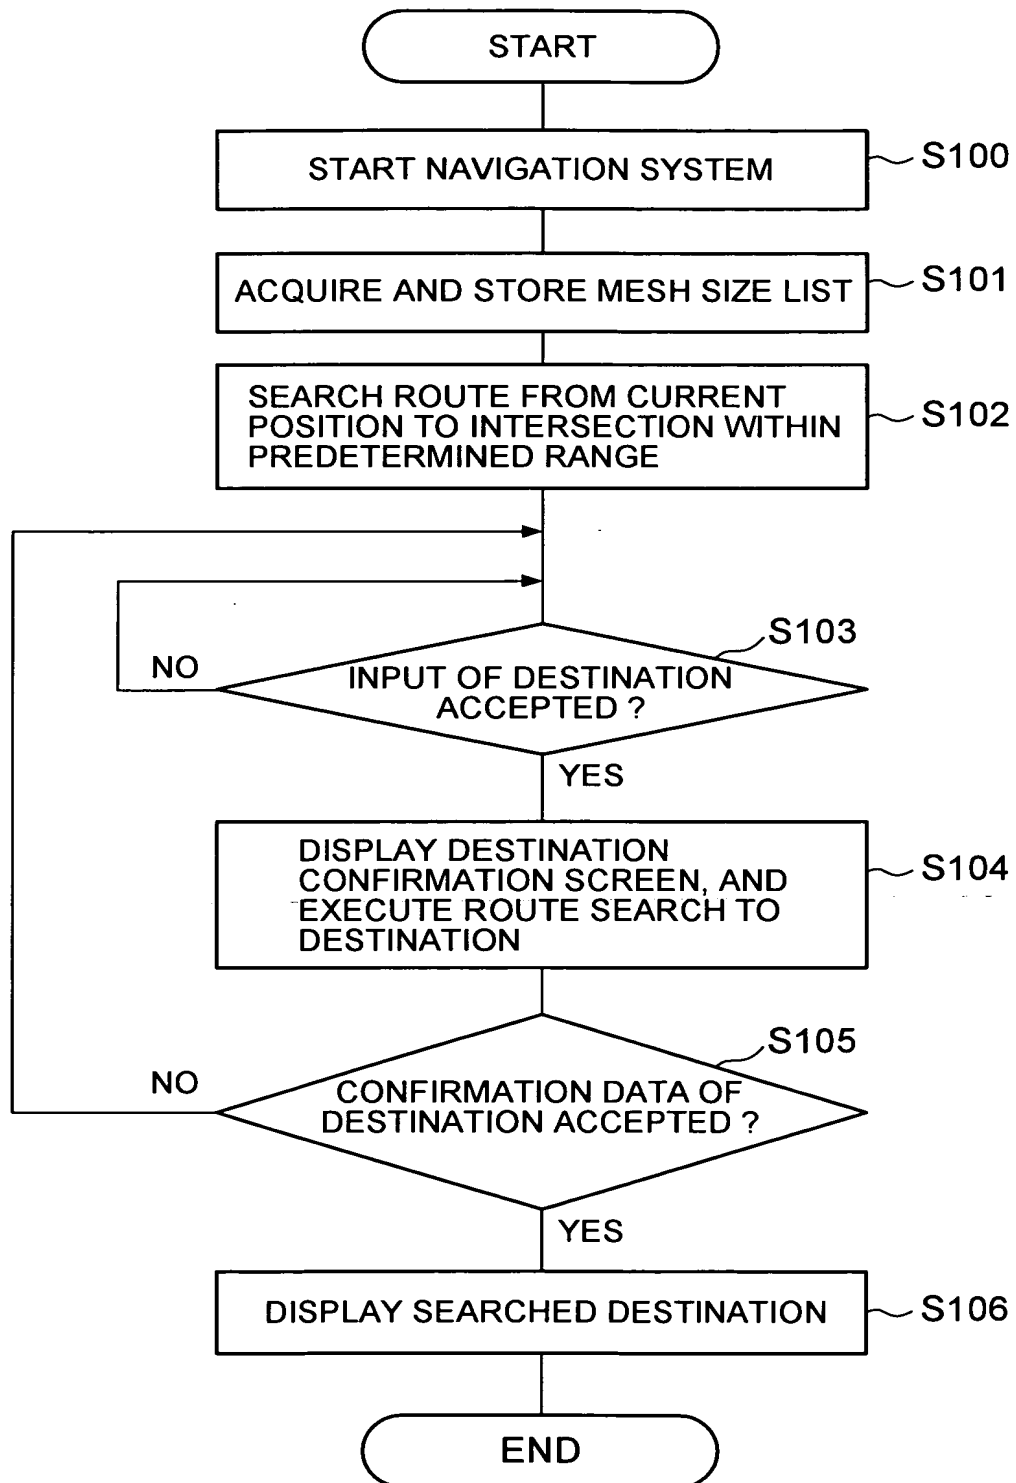 START
START NAVIGATION SYSTEM
S100
ACQUIRE AND STORE MESH SIZE LIST
S101
SEARCH ROUTE FROM CURRENT
POSITION TO INTERSECTION WITHIN
PREDETERMINED RANGE
S102
S103
NO
INPUT OF DESTINATION
ACCEPTED ?
YES
DISPLAY DESTINATION
CONFIRMATION SCREEN, AND
EXECUTE ROUTE SEARCH TO
DESTINATION
S104
S105
NO
CONFIRMATION DATA OF
DESTINATION ACCEPTED ?
YES
DISPLAY SEARCHED DESTINATION
S106
END